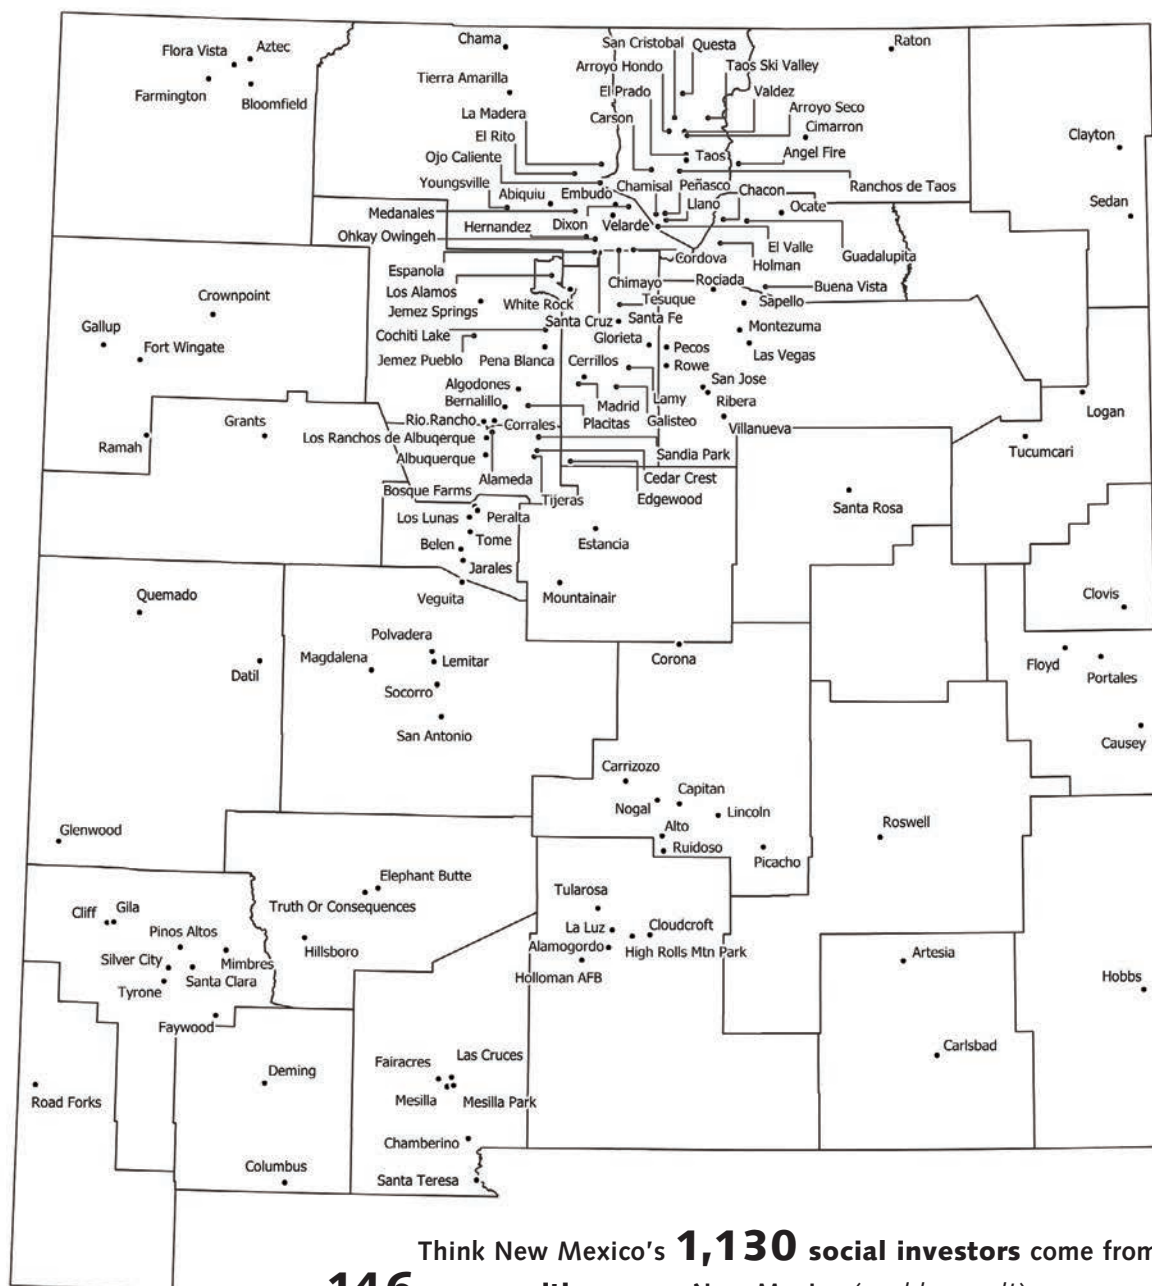 Chama
San Cristobal
Questa
Raton
Flora Vista
Aztec
Arroyo Hondo
Taos Ski Valley
Farmington
Bloomfield
Tierra Amarilla
El Prado
Valdez
La Madera
Carson
Arroyo Seco
Cimarron
Clayton
El Rito
Ojo Caliente
Taos
Angel Fire
Youngsville
Abiquiu
Embudo
Chamisal
Peñasco
Chacon
Ranchos de Taos
Medanales
Hernandez
Dixon
Velarde
Llano
Ocate
Sedan
Ohkay Owingeh
El Valle
Guadalupita
Cordova
Holman
Espanola
Los Alamos
Chimayo
Rociada
Buena Vista
Crownpoint
Jemez Springs
White Rock
Tesuque
Sapello
Santa Cruz
Santa Fe
Montezuma
Gallup
Fort Wingate
Cochiti Lake
Glorieta
Pecos
Las Vegas
Jemez Pueblo
Pena Blanca
Cerrillos
Rowe
San Jose
Algodones
Bernalillo
Madrid
Lamy
Ribera
Logan
Grants
Rio Rancho
Corrales
Placitas
Galisteo
Villanueva
Ramah
Los Ranchos de Albuqerque
Sandia Park
Tucumcari
Albuquerque
Alameda
Cedar Crest
Bosque Farms
Tijeras
Edgewood
Santa Rosa
Los Lunas
Peralta
Belen
Tome
Estancia
Jarales
Veguita
Mountainair
Quemado
Clovis
Polvadera
Magdalena
Lemitar
Corona
Floyd
Portales
Datil
Socorro
San Antonio
Causey
Carrizozo
Capitan
Nogal
Lincoln
Glenwood
Alto
Ruidoso
Roswell
Picacho
Elephant Butte
Truth Or Consequences
Tularosa
Cliff
Gila
Pinos Altos
La Luz
Cloudcroft
Hillsboro
Alamogordo
High Rolls Mtn Park
Artesia
Silver City
Mimbres
Santa Clara
Tyrone
Holloman AFB
Hobbs
Faywood
Fairacres
Las Cruces
Carlsbad
Deming
Road Forks
Mesilla
Mesilla Park
Chamberino
Columbus
Santa Teresa
Think New Mexico's 1,130 social investors come from